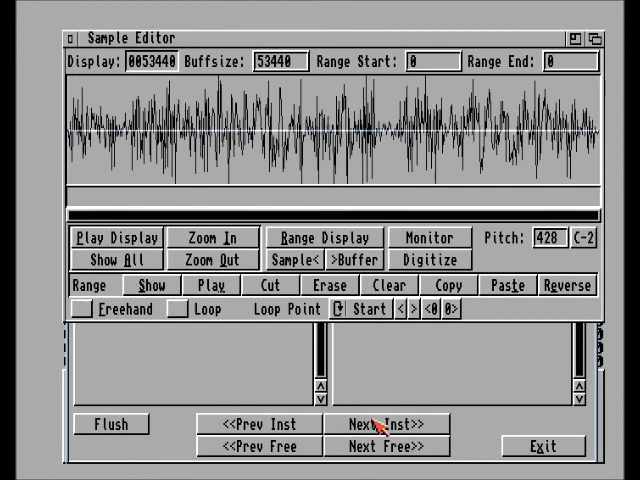 Sample Editor
Display: 0053440 Buffsize: 53440 Range Start: 0 Range End: 0
Play Display Zoom In Range Display Monitor Pitch: 428 C-2
Show All Zoom Out Sample< >Buffer Digitize
Range Show Play Cut Erase Clear Copy Paste Reverse
Freehand Loop Loop Point Start < > <0 0>
Flush <<Prev Inst Next Inst>>
<<Prev Free Next Free>> Exit